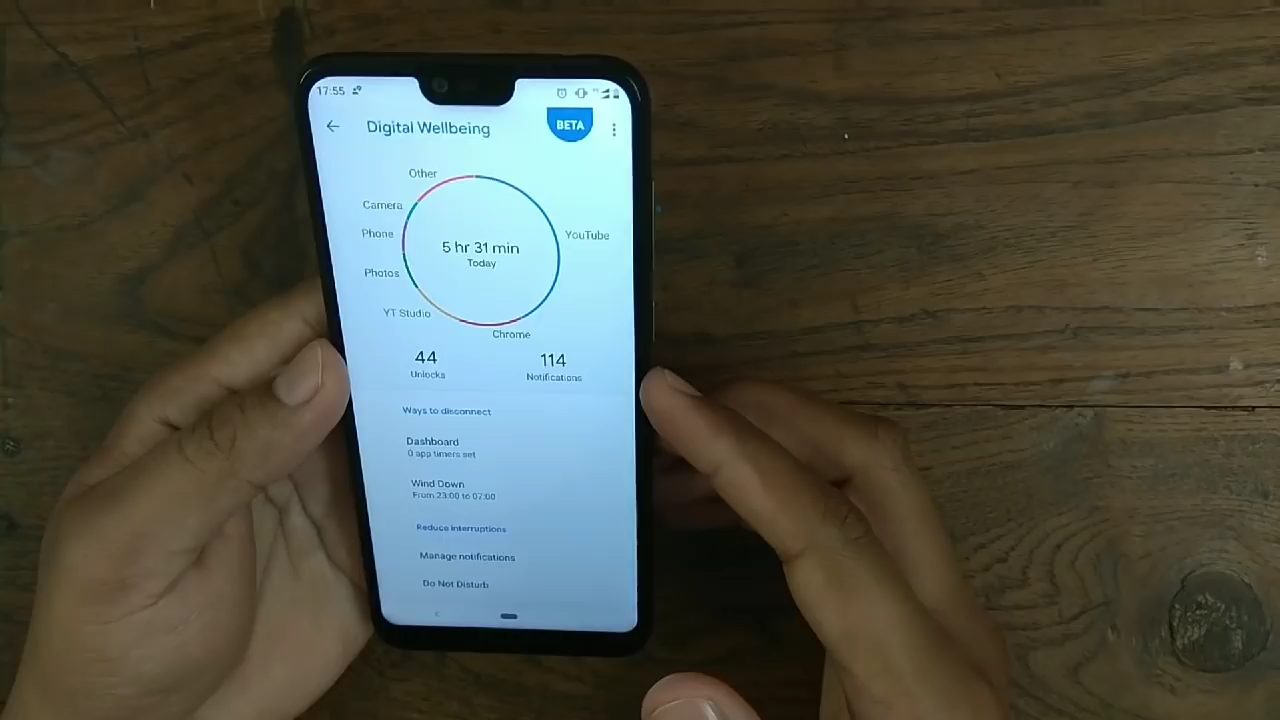 17:55
Digital Wellbeing
BETA
Other
Camera
Phone
YouTube
5 hr 31 min
Today
Photos
YT Studio
Chrome
44
114
Unlocks
Notifications
Ways to disconnect
Dashboard
0 app timers set
Wind Down
From 23:00 to 07:00
Reduce interruptions
Manage notifications
Do Not Disturb